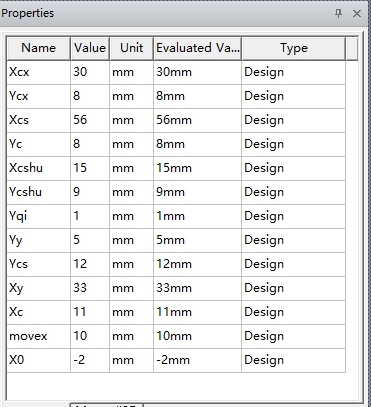 Properties
Name Value Unit Evaluated Va... Type
Xcx 30 mm 30mm Design
Ycx 8 mm 8mm Design
Xcs 56 mm 56mm Design
Yc 8 mm 8mm Design
Xcshu 15 mm 15mm Design
Ycshu 9 mm 9mm Design
Yqi 1 mm 1mm Design
Yy 5 mm 5mm Design
Ycs 12 mm 12mm Design
Xy 33 mm 33mm Design
Xc 11 mm 11mm Design
movex 10 mm 10mm Design
X0 -2 mm -2mm Design